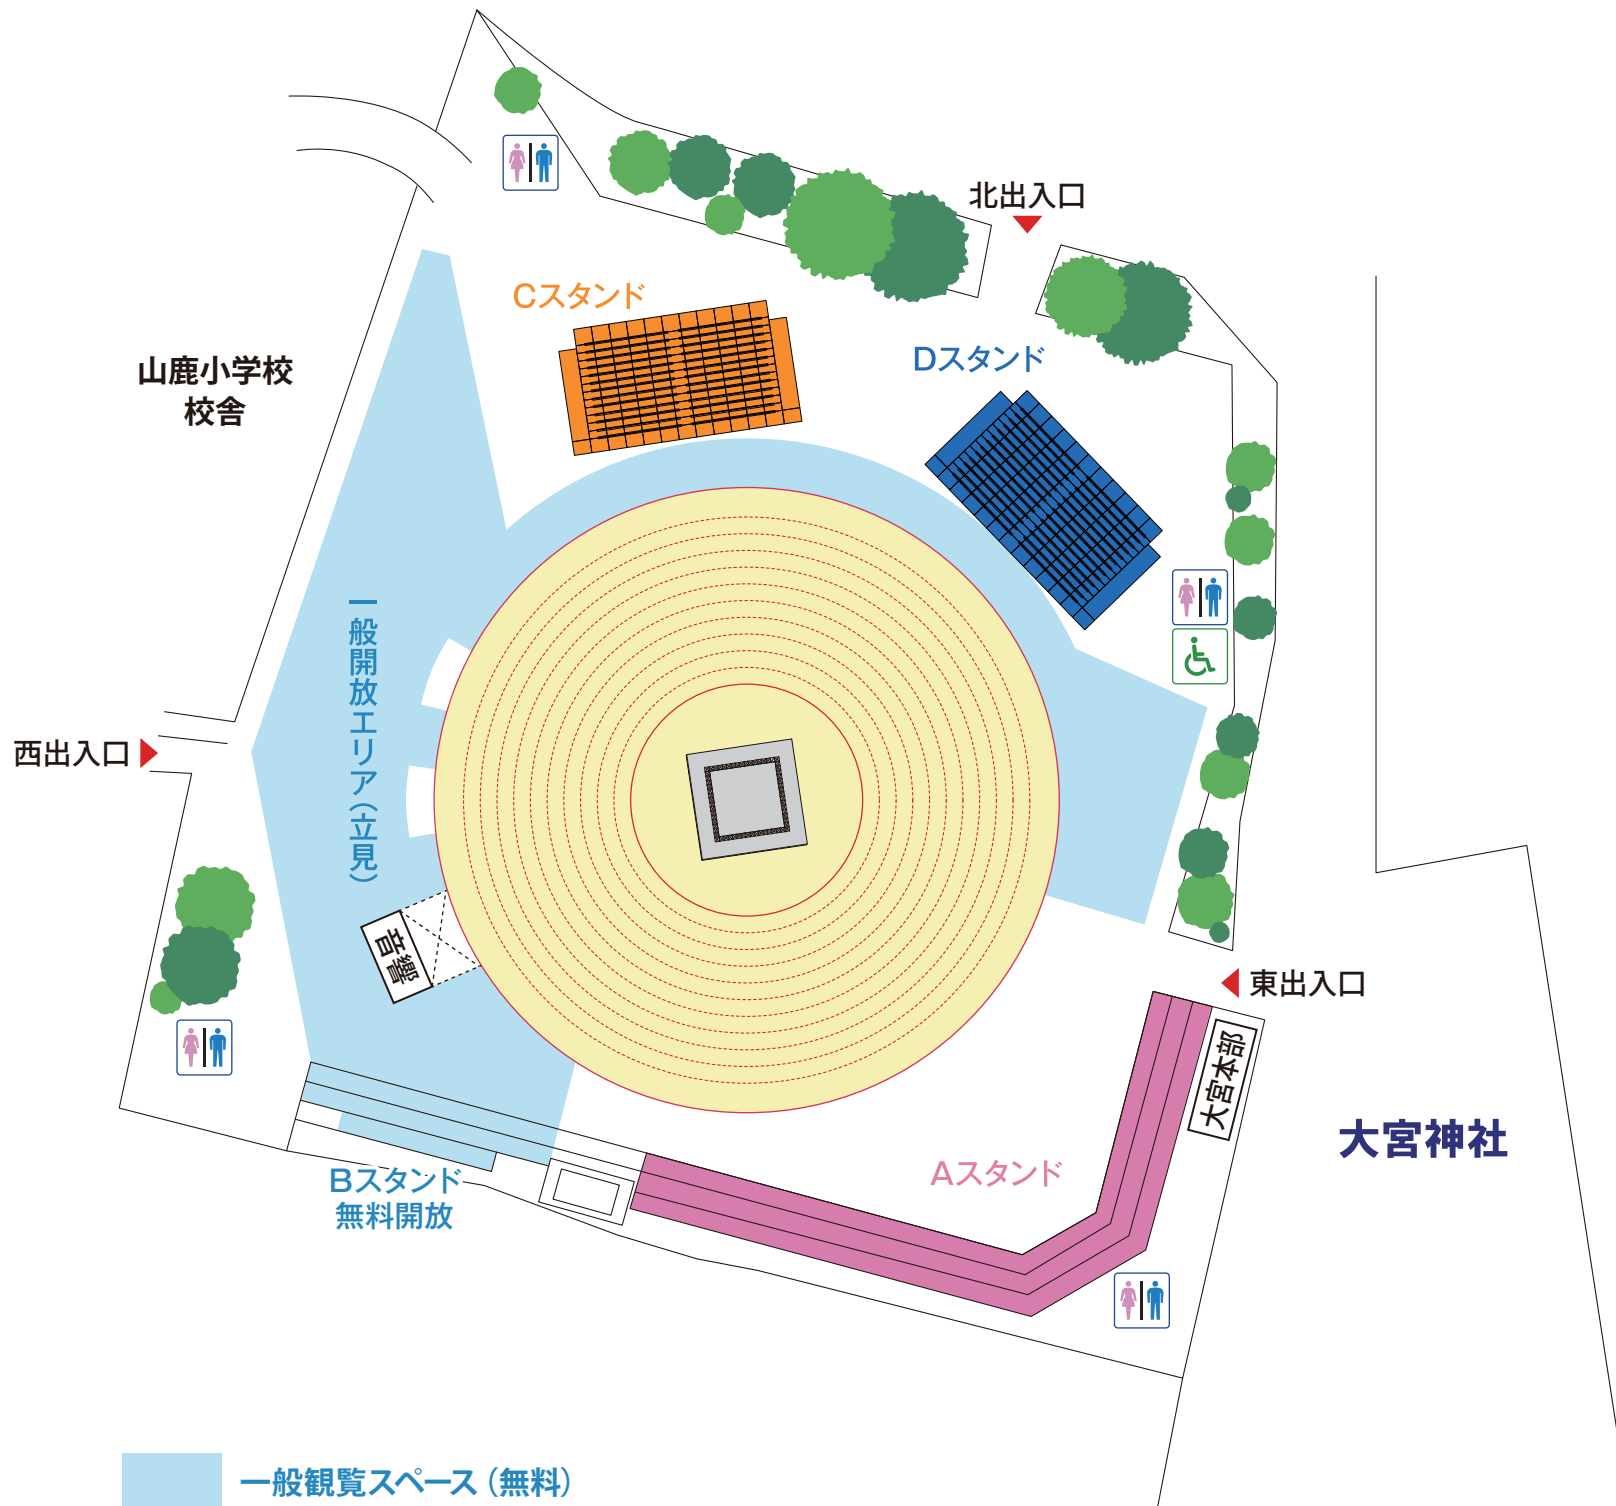 北出入口
Cスタンド
Dスタンド
山鹿小学校
校舎
一般開放エリア(立見)
西出入口
音響
東出入口
大宮本部
大宮神社
Aスタンド
Bスタンド
無料開放
一般観覧スペース(無料)